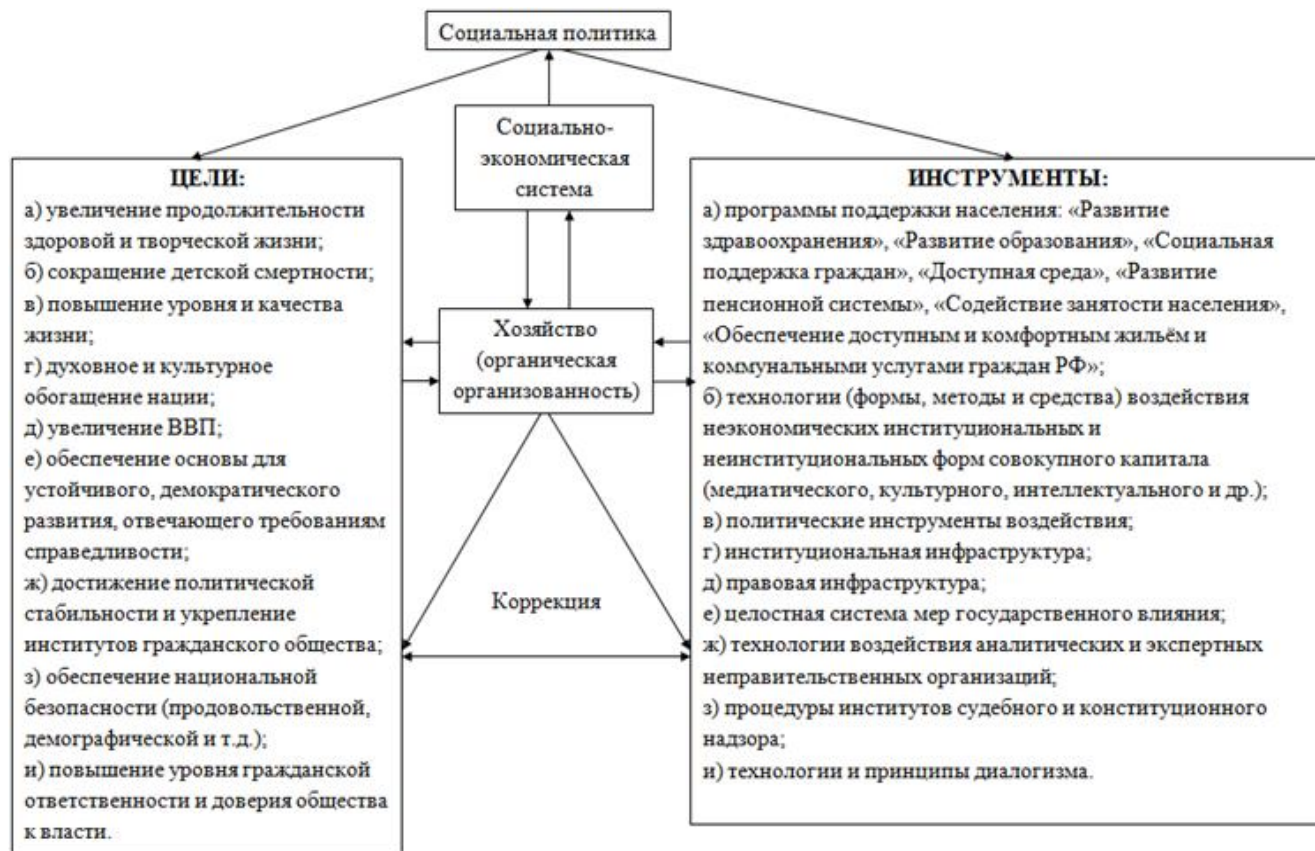 Социальная политика
Социально-
экономическая
система
ЦЕЛИ:
а) увеличение продолжительности
здоровой и творческой жизни;
б) сокращение детской смертности;
в) повышение уровня и качества
жизни;
г) духовное и культурное
обогащение нации;
д) увеличение ВВП;
е) обеспечение основы для
устойчивого, демократического
развития, отвечающего требованиям
справедливости;
ж) достижение политической
стабильности и укрепление
институтов гражданского общества;
з) обеспечение национальной
безопасности (продовольственной,
демографической и т.д.);
и) повышение уровня гражданской
ответственности и доверия общества
к власти.
Хозяйство
(органическая
организованность)
Коррекция
ИНСТРУМЕНТЫ:
а) программы поддержки населения: «Развитие
здравоохранения», «Развитие образования», «Социальная
поддержка граждан», «Доступная среда», «Развитие
пенсионной системы», «Содействие занятости населения»,
«Обеспечение доступным и комфортным жильём и
коммунальными услугами граждан РФ»;
б) технологии (формы, методы и средства) воздействия
неэкономических институциональных и
неинституциональных форм совокупного капитала
(медиатического, культурного, интеллектуального и др.);
в) политические инструменты воздействия;
г) институциональная инфраструктура;
д) правовая инфраструктура;
е) целостная система мер государственного влияния;
ж) технологии воздействия аналитических и экспертных
неправительственных организаций;
з) процедуры институтов судебного и конституционного
надзора;
и) технологии и принципы диалогизма.